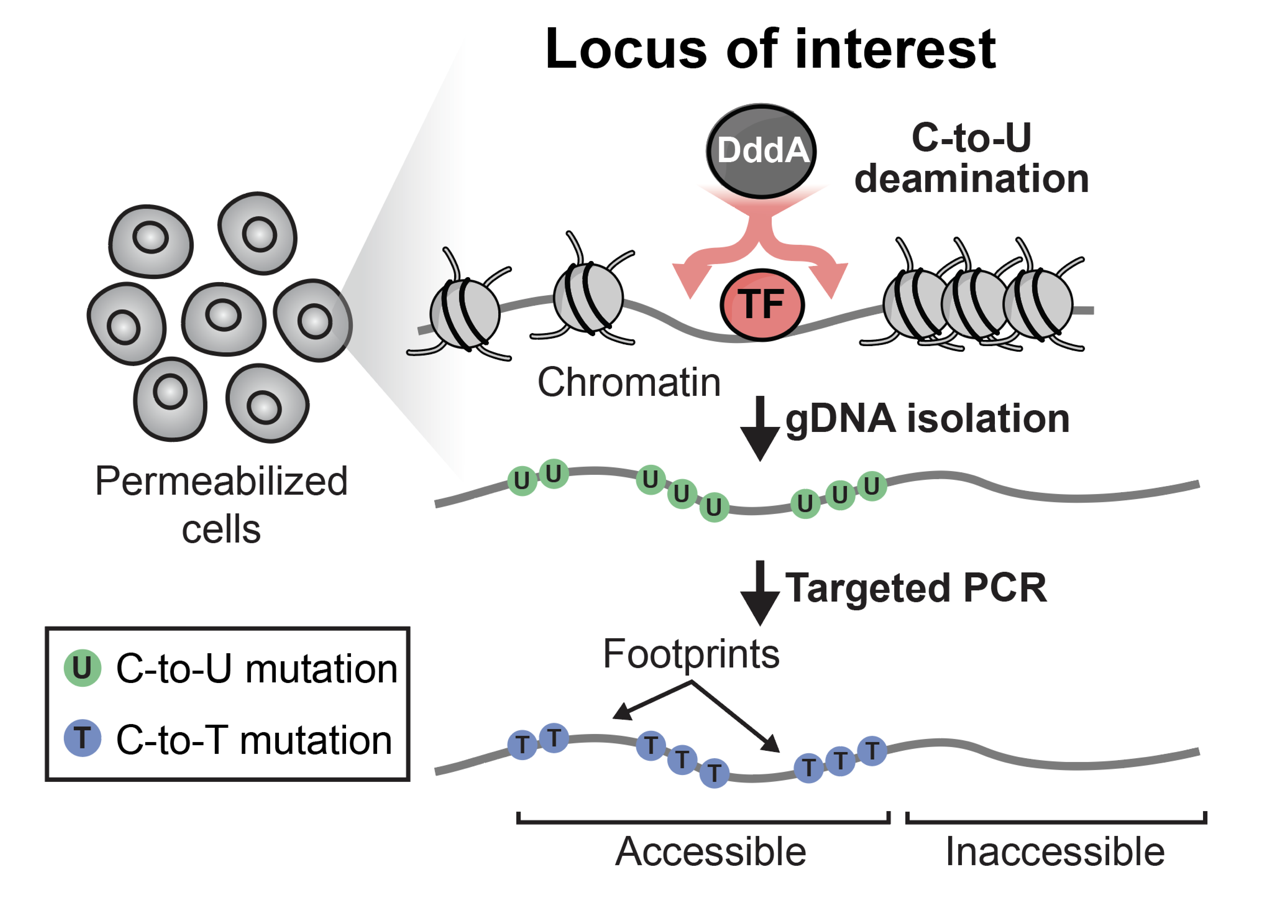 Locus of interest
DddA
C-to-U
deamination
TF
Chromatin
gDNA isolation
Permeabilized
cells
U U U U U U U U
Targeted PCR
Footprints
U C-to-U mutation
T C-to-T mutation
T T T T T T T T
Accessible
Inaccessible